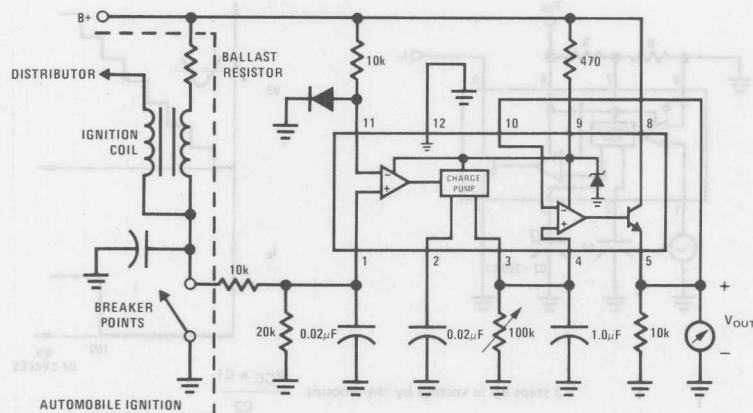 B+
BALLAST
RESISTOR
DISTRIBUTOR
IGNITION
COIL
BREAKER
POINTS
AUTOMOBILE IGNITION
10k
470
11
12
10
9
8
CHARGE
PUMP
1
2
3
4
5
10k
20k
0.02μF
0.02μF
100k
1.0μF
10k
+
VOUT
−